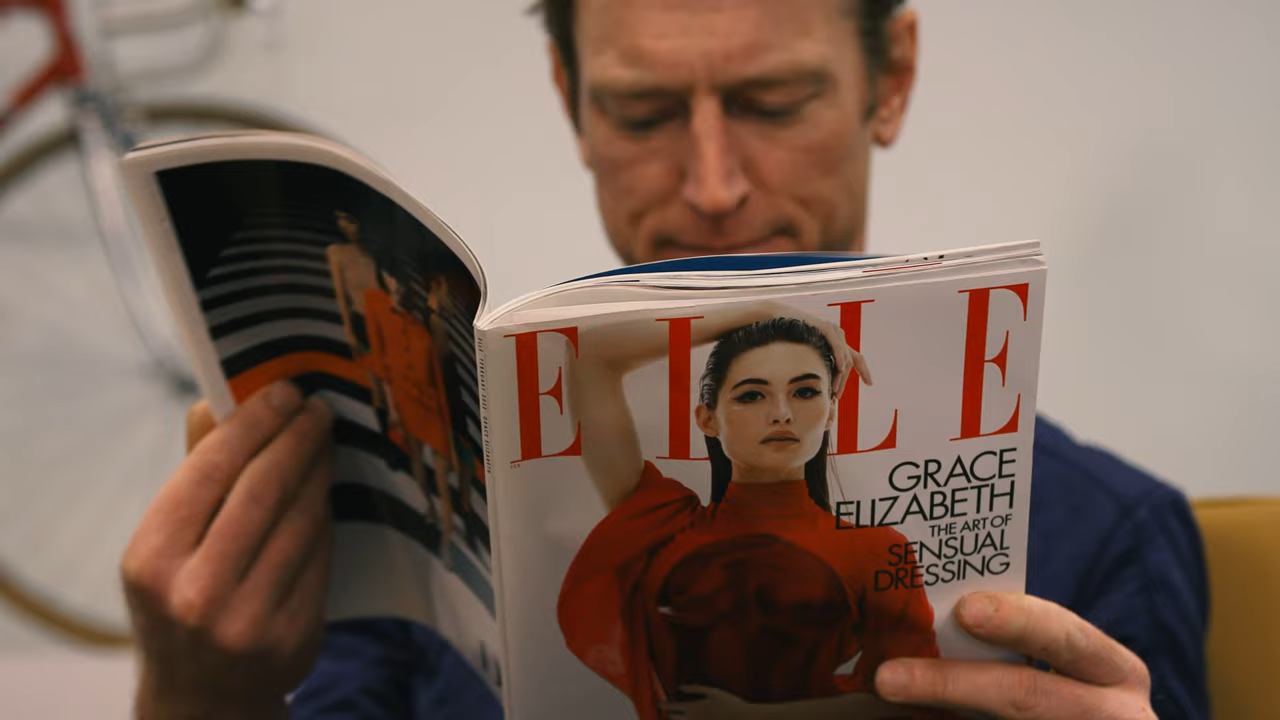 ELLE
GRACE
ELIZABETH
THE ART OF
SENSUAL
DRESSING